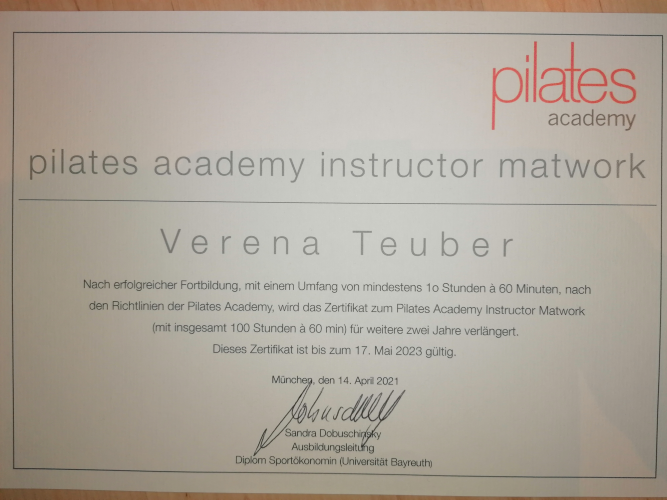 pilates
academy
pilates academy instructor matwork
Verena Teuber
Nach erfolgreicher Fortbildung, mit einem Umfang von mindestens 1o Stunden à 60 Minuten, nach
den Richtlinien der Pilates Academy, wird das Zertifikat zum Pilates Academy Instructor Matwork
(mit insgesamt 100 Stunden à 60 min) für weitere zwei Jahre verlängert.
Dieses Zertifikat ist bis zum 17. Mai 2023 gültig.
München, den 14. April 2021
Sandra Dobuschinsky
Ausbildungsleitung
Diplom Sportökonomin (Universität Bayreuth)